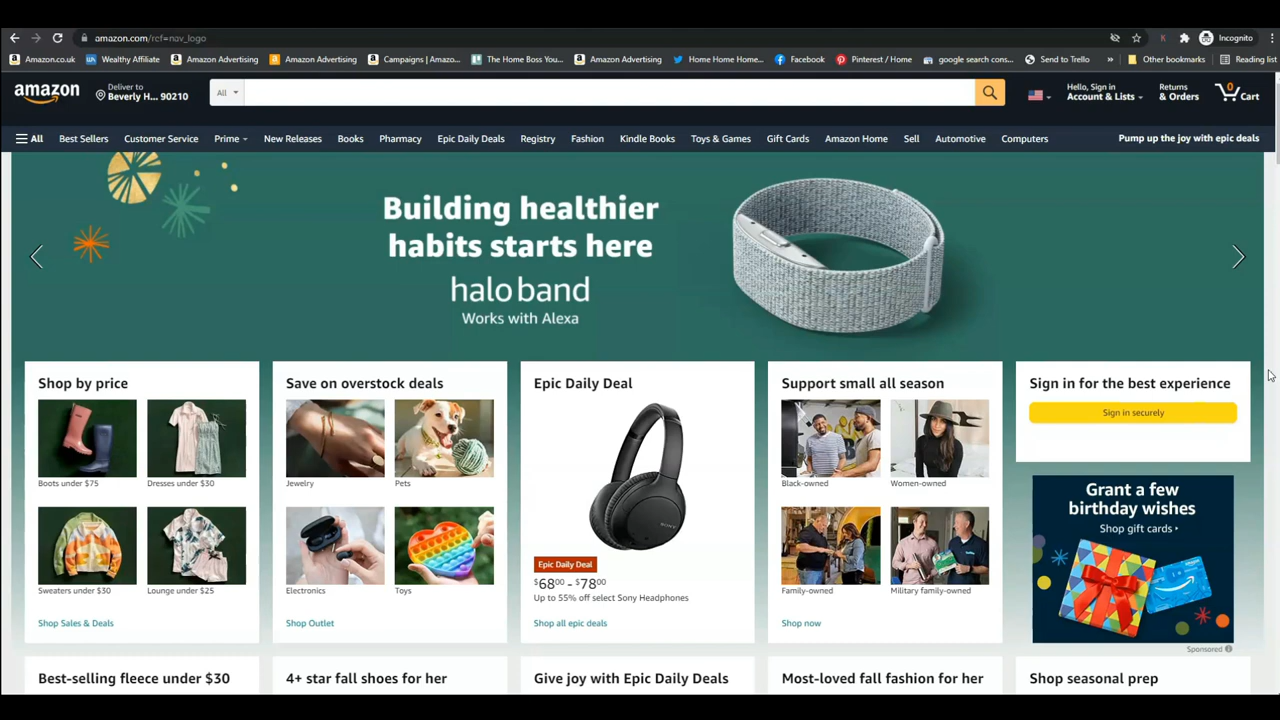 amazon.com/ref=nav_logo
Incognito
Amazon.co.uk
Wealthy Affiliate
Amazon Advertising
Amazon Advertising
Campaigns | Amazo...
The Home Boss You...
Amazon Advertising
Home Home Home...
Facebook
Pinterest / Home
google search cons...
Send to Trello
»
Other bookmarks
Reading list
amazon
Deliver to
Beverly H... 90210
All
Hello, Sign in
Account & Lists
Returns
& Orders
0
Cart
All
Best Sellers
Customer Service
Prime
New Releases
Books
Pharmacy
Epic Daily Deals
Registry
Fashion
Kindle Books
Toys & Games
Gift Cards
Amazon Home
Sell
Automotive
Computers
Pump up the joy with epic deals
Building healthier
habits starts here
halo band
Works with Alexa
Shop by price
Boots under $75
Dresses under $30
Sweaters under $30
Lounge under $25
Shop Sales & Deals
Save on overstock deals
Jewelry
Pets
Electronics
Toys
Shop Outlet
Epic Daily Deal
SONY
Epic Daily Deal
$6800 - $7800
Up to 55% off select Sony Headphones
Shop all epic deals
Support small all season
Black-owned
Women-owned
Family-owned
Military family-owned
Shop now
Sign in for the best experience
Sign in securely
Grant a few
birthday wishes
Shop gift cards
Sponsored
Best-selling fleece under $30
4+ star fall shoes for her
Give joy with Epic Daily Deals
Most-loved fall fashion for her
Shop seasonal prep